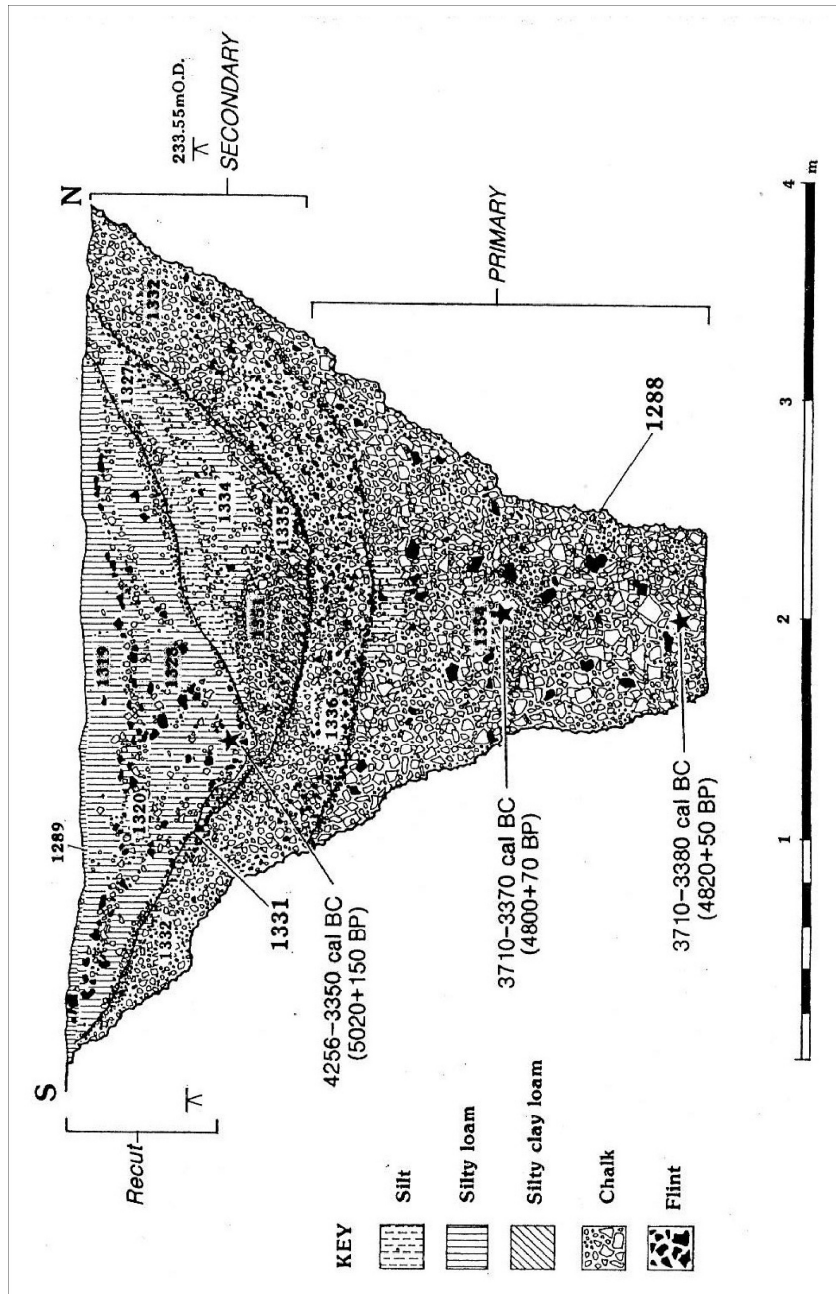 S
N
233.55mO.D.
SECONDARY
PRIMARY
Recut
1289
1319
1320
1328
1327
1332
1334
1335
1332
1336
1331
1354
1288
4256-3350 cal BC
(5020+150 BP)
3710-3370 cal BC
(4800+70 BP)
3710-3380 cal BC
(4820+50 BP)
1
2
3
4
m
KEY
Silt
Silty loam
Silty clay loam
Chalk
Flint